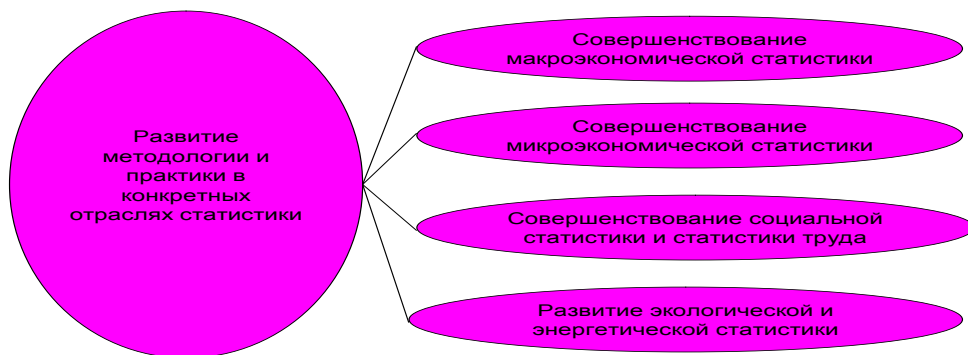 Развитие
методологии и
практики в
конкретных
отраслях статистики
Совершенствование
макроэкономической статистики
Совершенствование
микроэкономической статистики
Совершенствование социальной
статистики и статистики труда
Развитие экологической и
энергетической статистики